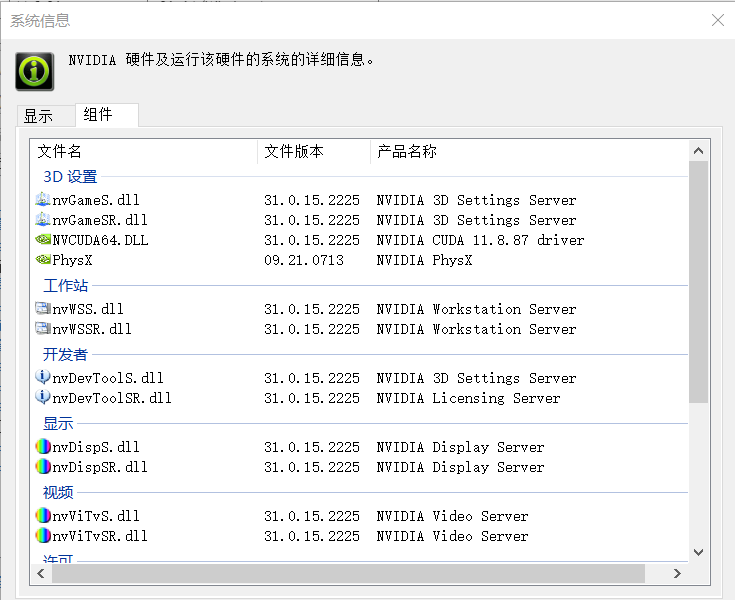 系统信息
NVIDIA 硬件及运行该硬件的系统的详细信息。
显示 组件
文件名 文件版本 产品名称
3D 设置
nvGameS.dll 31.0.15.2225 NVIDIA 3D Settings Server
nvGameSR.dll 31.0.15.2225 NVIDIA 3D Settings Server
NVCUDA64.DLL 31.0.15.2225 NVIDIA CUDA 11.8.87 driver
PhysX 09.21.0713 NVIDIA PhysX
工作站
nvWSS.dll 31.0.15.2225 NVIDIA Workstation Server
nvWSSR.dll 31.0.15.2225 NVIDIA Workstation Server
开发者
nvDevToolS.dll 31.0.15.2225 NVIDIA 3D Settings Server
nvDevToolSR.dll 31.0.15.2225 NVIDIA Licensing Server
显示
nvDispS.dll 31.0.15.2225 NVIDIA Display Server
nvDispSR.dll 31.0.15.2225 NVIDIA Display Server
视频
nvViTvS.dll 31.0.15.2225 NVIDIA Video Server
nvViTvSR.dll 31.0.15.2225 NVIDIA Video Server
许可